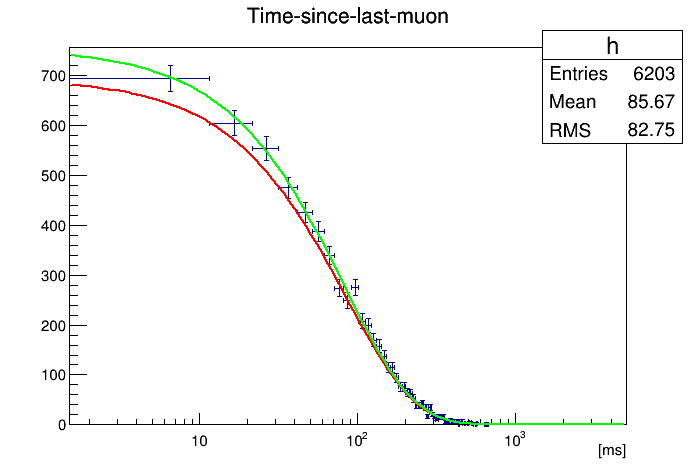 Time-since-last-muon
h
Entries 6203
Mean 85.67
RMS 82.75
700
600
500
400
300
200
100
0
10 10² 10³
[ms]